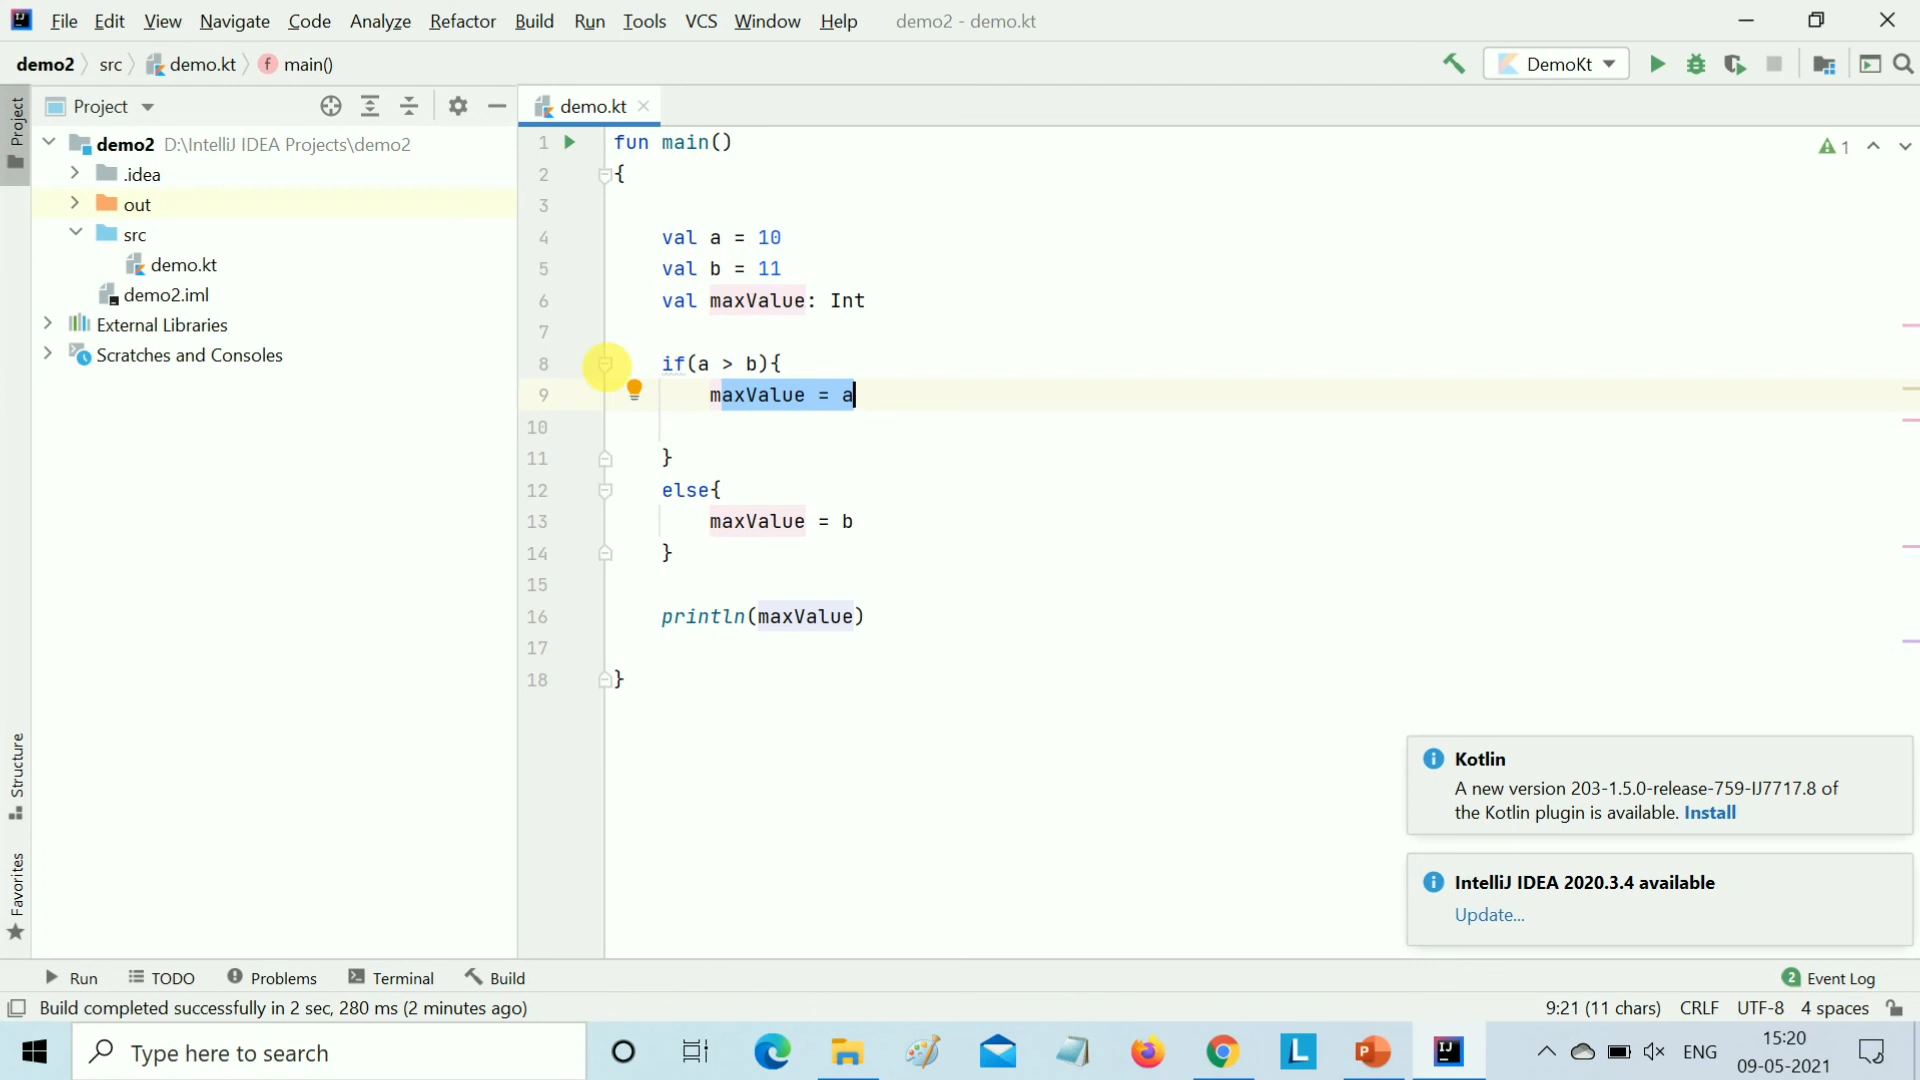 File Edit View Navigate Code Analyze Refactor Build Run Tools VCS Window Help demo2 - demo.kt
demo2 src demo.kt main()
DemoKt
Project
Project
demo.kt
demo2 D:\IntelliJ IDEA Projects\demo2
.idea
out
src
demo.kt
demo2.iml
External Libraries
Scratches and Consoles
1 fun main()
2 {
3
4 val a = 10
5 val b = 11
6 val maxValue: Int
7
8 if(a > b){
9 maxValue = a
10
11 }
12 else{
13 maxValue = b
14 }
15
16 println(maxValue)
17
18 }
1
Structure
Favorites
Kotlin
A new version 203-1.5.0-release-759-IJ7717.8 of
the Kotlin plugin is available. Install
IntelliJ IDEA 2020.3.4 available
Update...
Run TODO Problems Terminal Build
2 Event Log
Build completed successfully in 2 sec, 280 ms (2 minutes ago)
9:21 (11 chars) CRLF UTF-8 4 spaces
Type here to search
ENG
15:20
09-05-2021